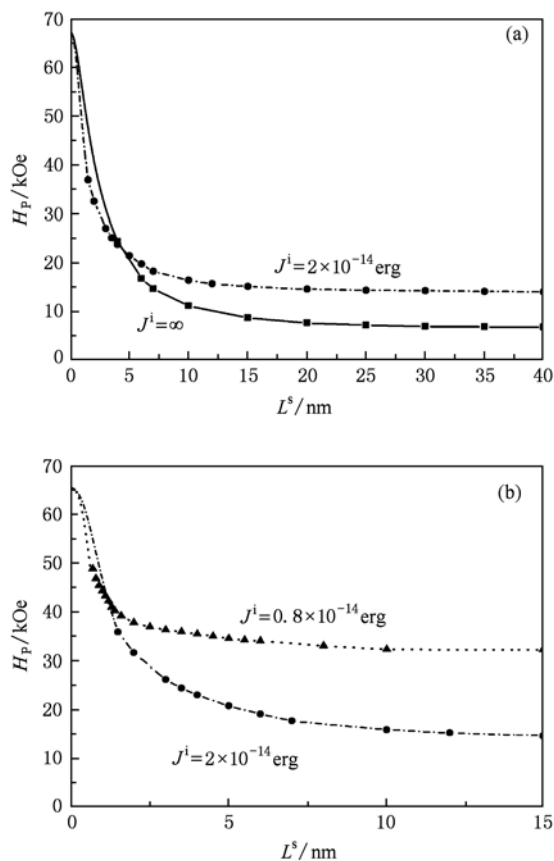 (a)
70
60
50
40
30
20
10
0
H_p/kOe
J^i=2×10^{-14}erg
J^i=∞
0 5 10 15 20 25 30 35 40
L^s/nm
(b)
70
60
50
40
30
20
10
0
H_p/kOe
J^i=0.8×10^{-14}erg
J^i=2×10^{-14}erg
0 5 10 15
L^s/nm